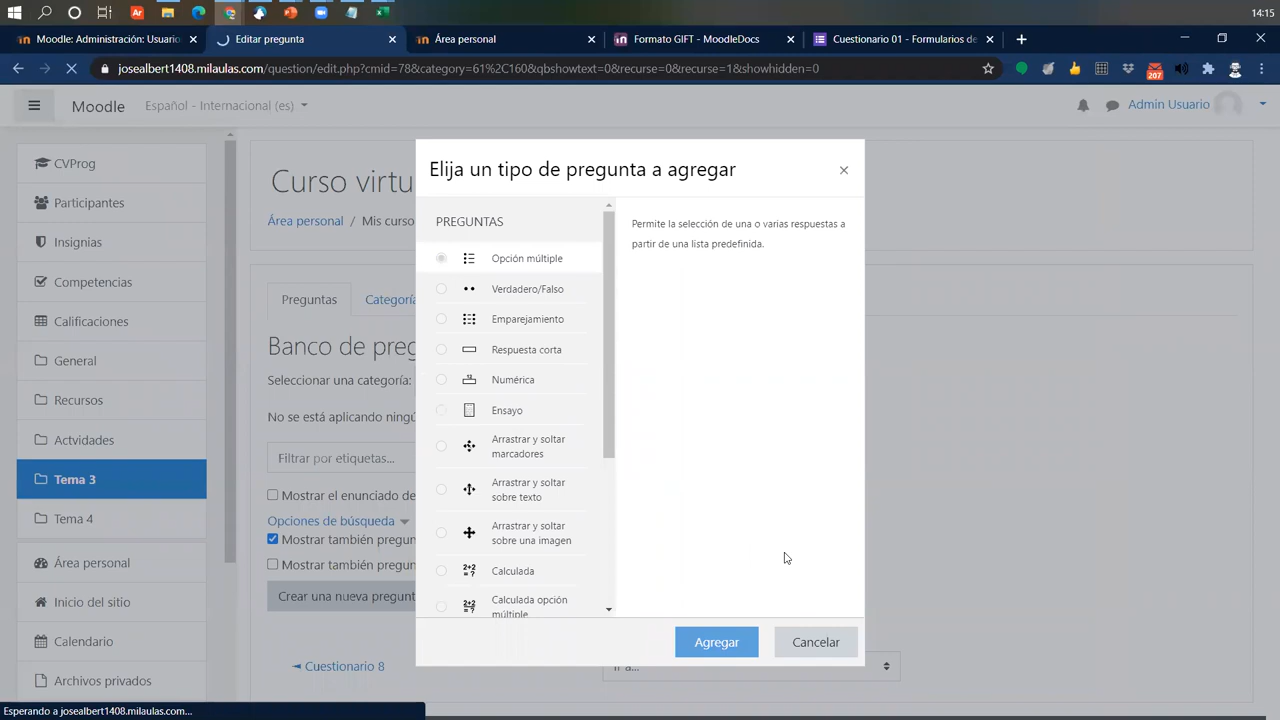 14:15
Moodle: Administración: Usuario
Editar pregunta
Área personal
Formato GIFT - MoodleDocs
Cuestionario 01 - Formularios de
josealbert1408.milaulas.com/question/edit.php?cmid=78&category=61%2C160&qbshowtext=0&recurse=0&recurse=1&showhidden=0
207
Moodle
Español - Internacional (es)
Admin Usuario
CVProg
Participantes
Insignias
Competencias
Calificaciones
General
Recursos
Actividades
Tema 3
Tema 4
Área personal
Inicio del sitio
Calendario
Archivos privados
Curso virtu
Área personal / Mis curso
Preguntas
Categoría
Banco de preg
Seleccionar una categoría:
No se está aplicando ningú
Filtrar por etiquetas...
Mostrar el enunciado de
Opciones de búsqueda
Mostrar también pregun
Mostrar también pregun
Crear una nueva pregunt
◄ Cuestionario 8
Ir a...
Elija un tipo de pregunta a agregar
×
PREGUNTAS
Opción múltiple
Verdadero/Falso
Emparejamiento
Respuesta corta
Numérica
Ensayo
Arrastrar y soltar
marcadores
Arrastrar y soltar
sobre texto
Arrastrar y soltar
sobre una imagen
Calculada
Calculada opción
múltiple
Permite la selección de una o varias respuestas a
partir de una lista predefinida.
Agregar
Cancelar
Esperando a josealbert1408.milaulas.com...